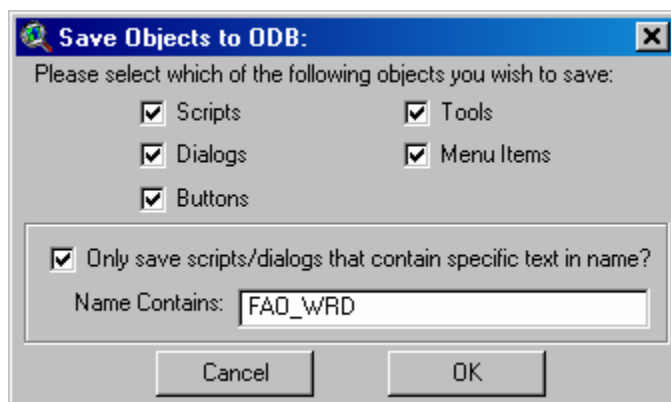 Save Objects to ODB:
Please select which of the following objects you wish to save:
Scripts Tools
Dialogs Menu Items
Buttons
Only save scripts/dialogs that contain specific text in name?
Name Contains: FAO_WRD
Cancel OK